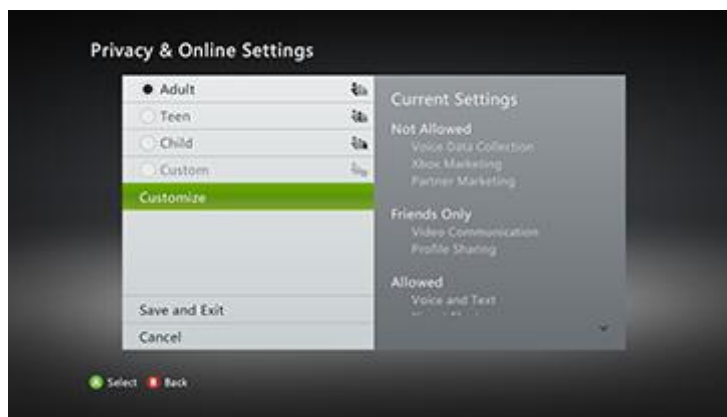 Privacy & Online Settings
Adult
Teen
Child
Custom
Customize
Save and Exit
Cancel
Current Settings
Not Allowed
Voice Data Collection
Xbox Marketing
Partner Marketing
Friends Only
Video Communication
Profile Sharing
Allowed
Voice and Text
A Select B Back